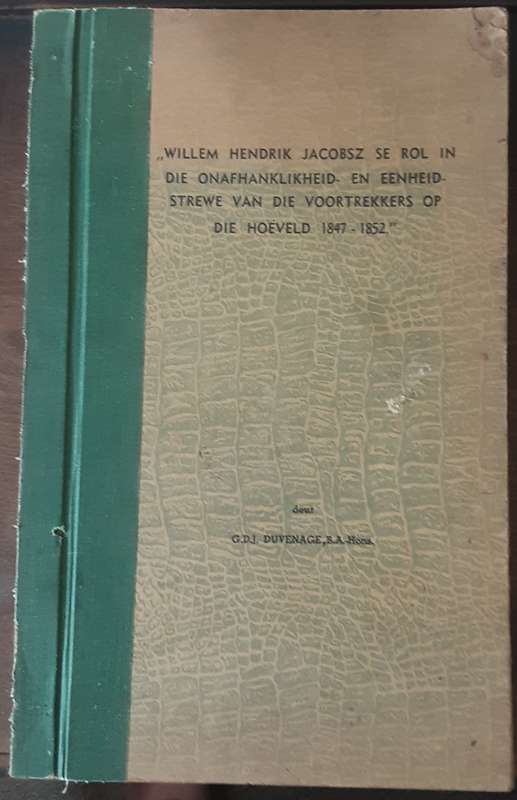 „WILLEM HENDRIK JACOBSZ SE ROL IN
DIE ONAFHANKLIKHEID- EN EENHEID-
STREWE VAN DIE VOORTREKKERS OP
DIE HOËVELD 1847 - 1852.”
deur
G.D.J. DUVENAGE, B.A.-Hons.